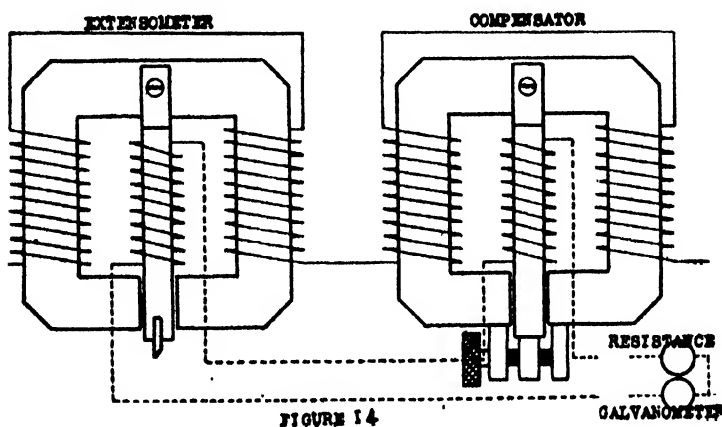 EXTENSOMETER
COMPENSATOR
RESISTANCE
GALVANOMETER
FIGURE 14